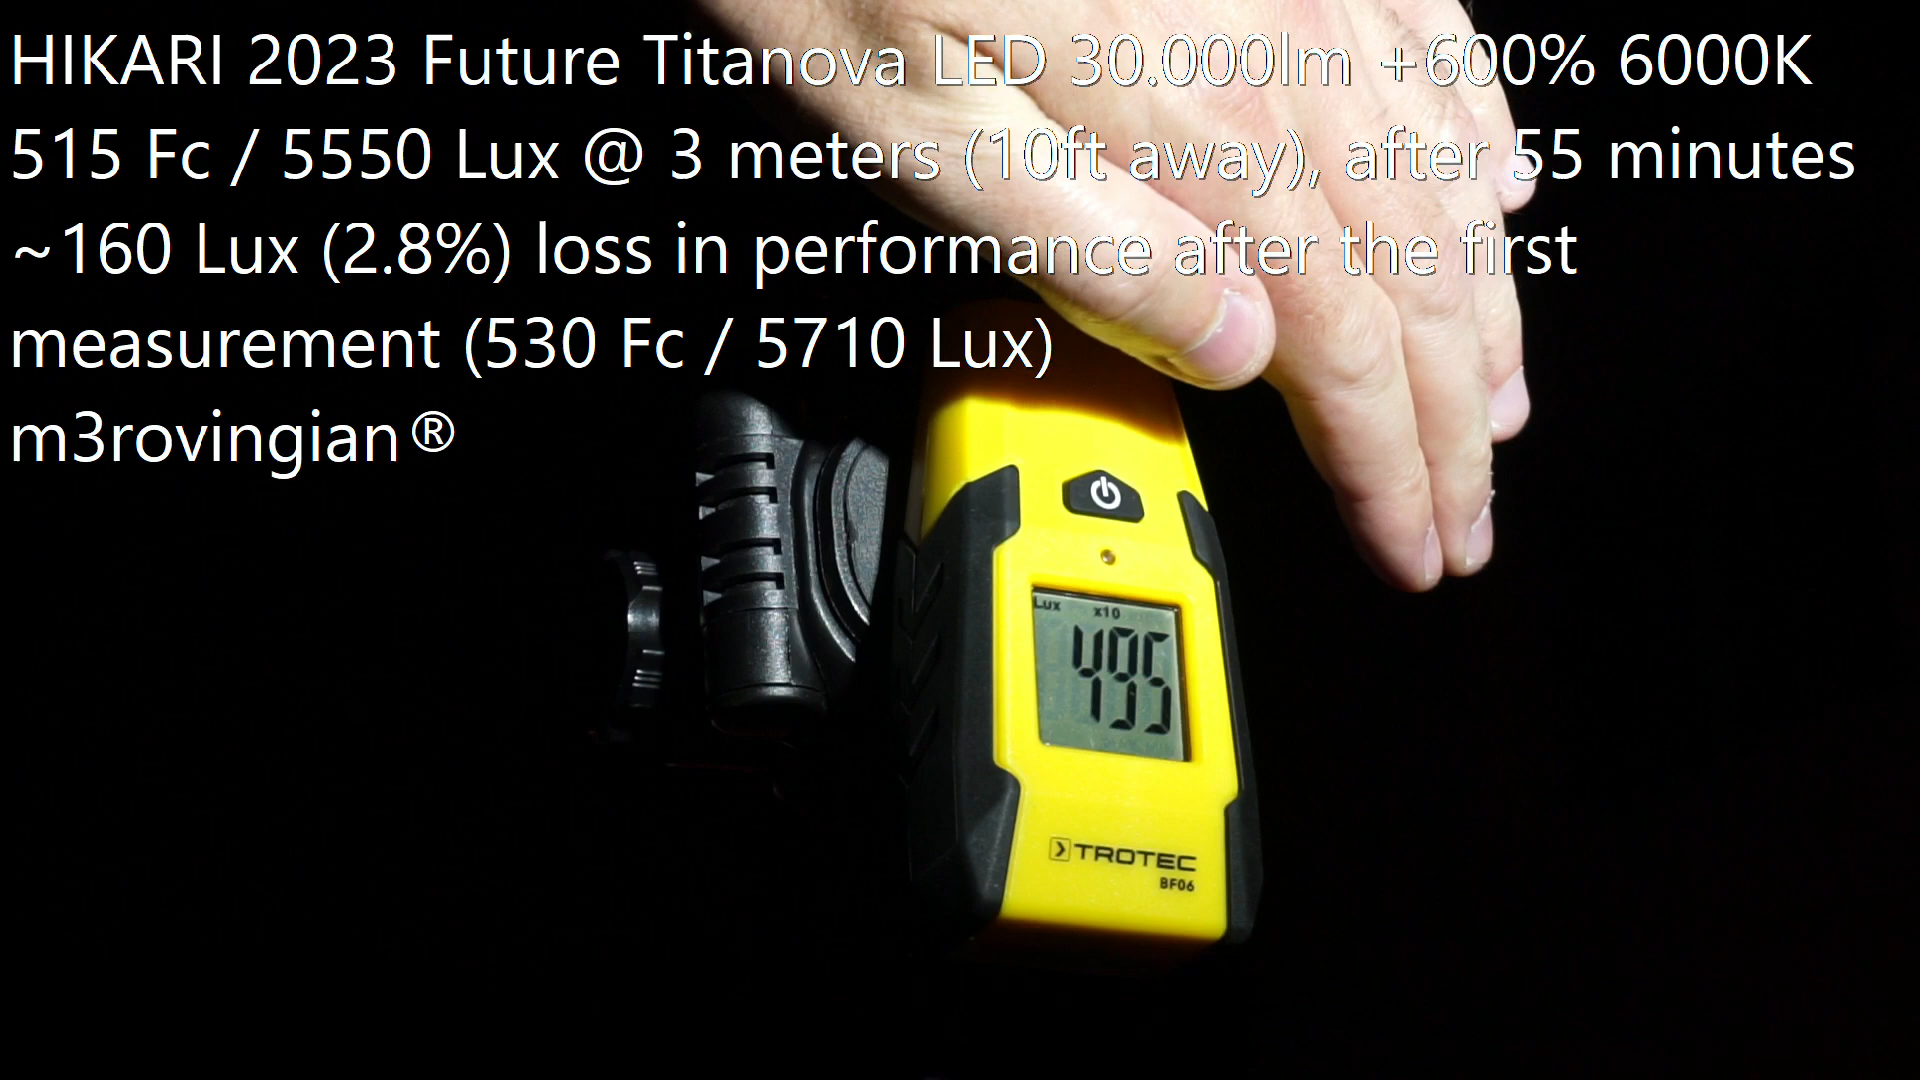 HIKARI 2023 Future Titanova LED 30.000lm +600% 6000K
515 Fc / 5550 Lux @ 3 meters (10ft away), after 55 minutes
~160 Lux (2.8%) loss in performance after the first
measurement (530 Fc / 5710 Lux)
m3rovingian®
Lux x10
495
TROTEC
BF06